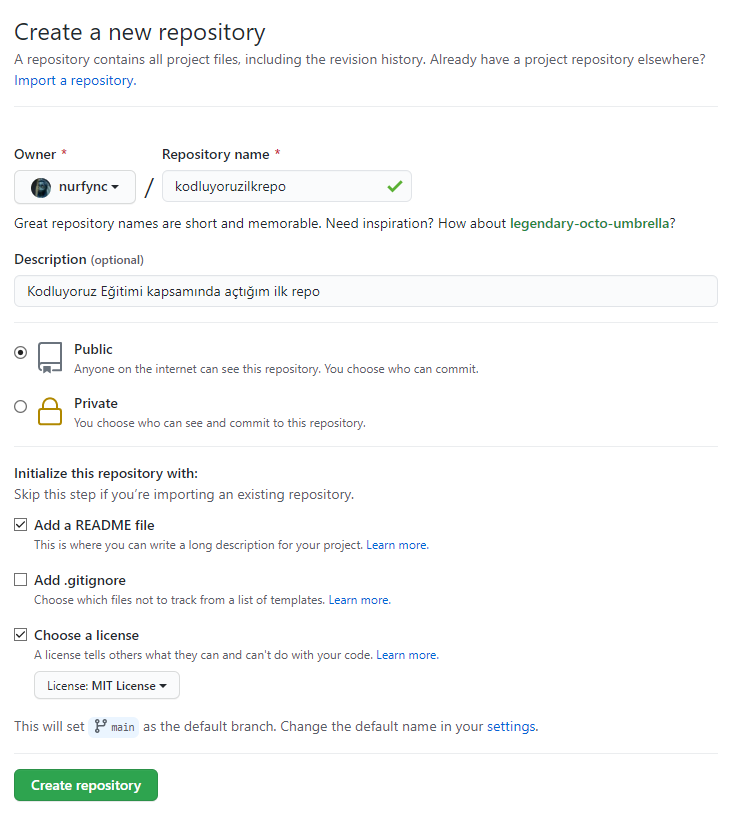 Create a new repository
A repository contains all project files, including the revision history. Already have a project repository elsewhere?
Import a repository.
Owner * Repository name *
nurfync / kodluyoruzilkrepo
Great repository names are short and memorable. Need inspiration? How about legendary-octo-umbrella?
Description (optional)
Kodluyoruz Eğitimi kapsamında açtığım ilk repo
Public
Anyone on the internet can see this repository. You choose who can commit.
Private
You choose who can see and commit to this repository.
Initialize this repository with:
Skip this step if you’re importing an existing repository.
Add a README file
This is where you can write a long description for your project. Learn more.
Add .gitignore
Choose which files not to track from a list of templates. Learn more.
Choose a license
A license tells others what they can and can't do with your code. Learn more.
License: MIT License
This will set main as the default branch. Change the default name in your settings.
Create repository